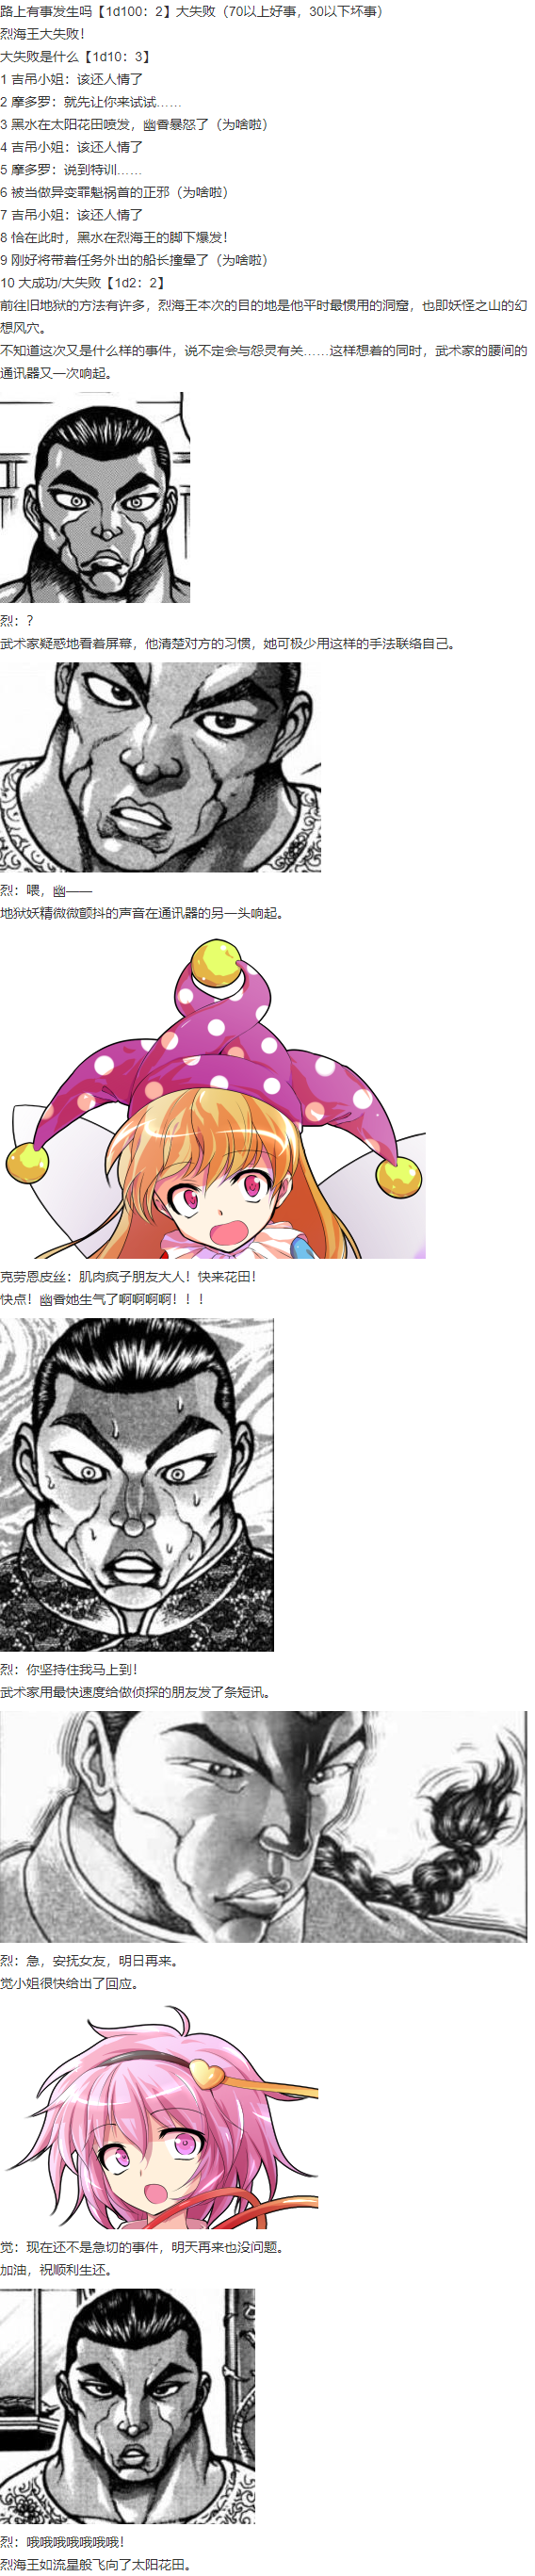 路上有事发生吗【1d100：2】大失败（70以上好事，30以下坏事）
烈海王大失败！
大失败是什么【1d10：3】
1 吉吊小姐：该还人情了
2 摩多罗：就先让你来试试……
3 黑水在太阳花田喷发，幽香暴怒了（为啥啦）
4 吉吊小姐：该还人情了
5 摩多罗：说到特训……
6 被当做异变罪魁祸首的正邪（为啥啦）
7 吉吊小姐：该还人情了
8 恰在此时，黑水在烈海王的脚下爆发！
9 刚好将带着任务外出的船长撞晕了（为啥啦）
10 大成功/大失败【1d2：2】
前往旧地狱的方法有许多，烈海王本次的目的地是他平时最惯用的洞窟，也即妖怪之山的幻
想风穴。
不知道这次又是什么样的事件，说不定会与怨灵有关……这样想着的同时，武术家的腰间的
通讯器又一次响起。
烈：？
武术家疑惑地看着屏幕，他清楚对方的习惯，她可极少用这样的手法联络自己。
烈：喂，幽——
地狱妖精微微颤抖的声音在通讯器的另一头响起。
克劳恩皮丝：肌肉疯子朋友大人！快来花田！
快点！幽香她生气了啊啊啊啊！！！
烈：你坚持住我马上到！
武术家用最快速度给做侦探的朋友发了条短讯。
烈：急，安抚女友，明日再来。
觉小姐很快给出了回应。
觉：现在还不是急切的事件，明天再来也没问题。
加油，祝顺利生还。
烈：哦哦哦哦哦哦哦！
烈海王如流星般飞向了太阳花田。